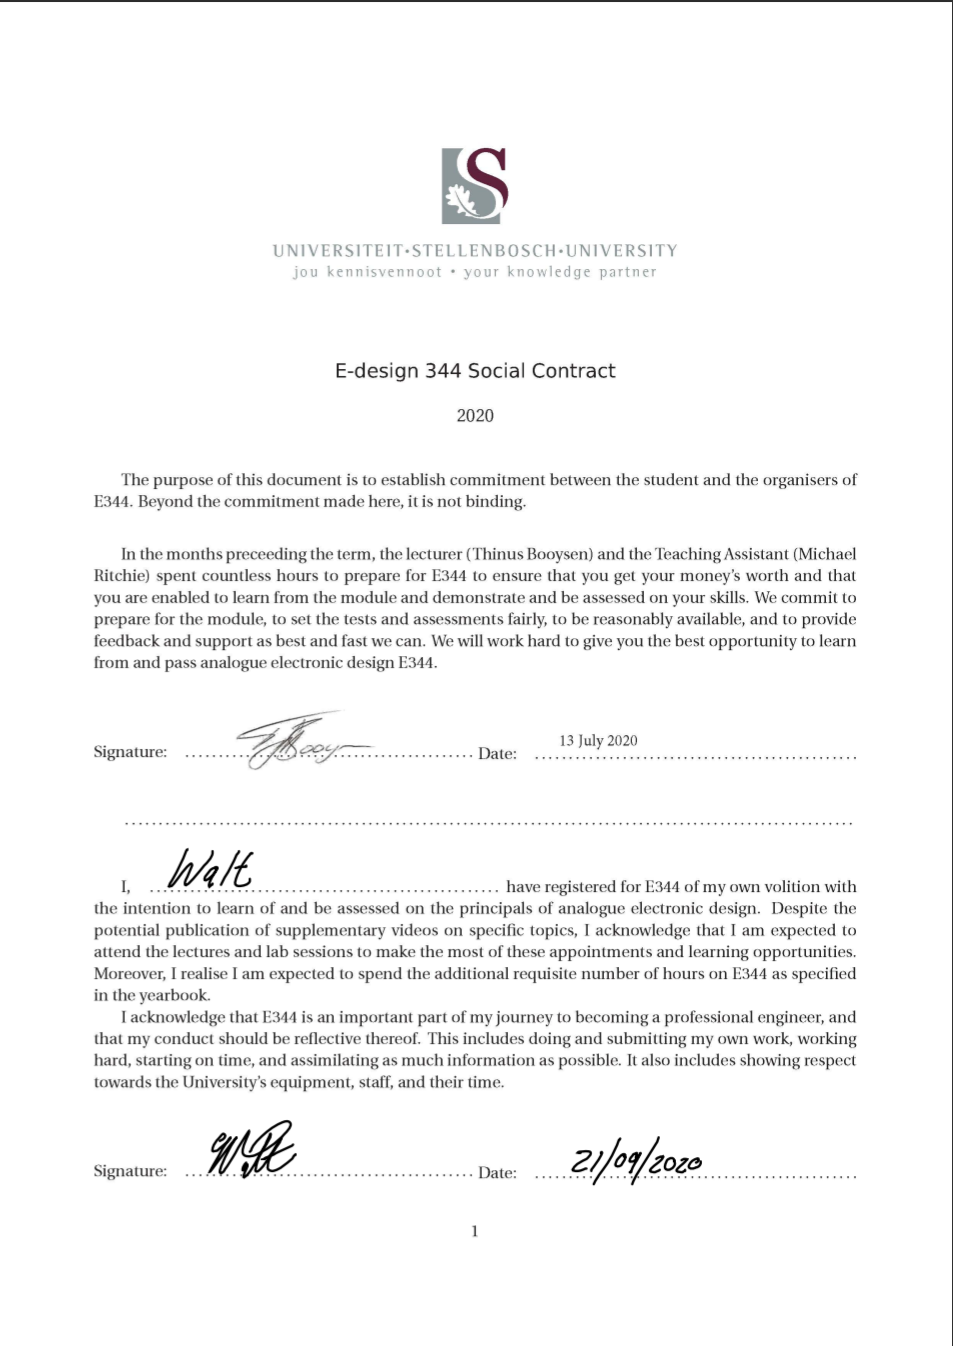 S
UNIVERSITEIT•STELLENBOSCH•UNIVERSITY
jou kennisvennoot • your knowledge partner
E-design 344 Social Contract
2020
The purpose of this document is to establish commitment between the student and the organisers of
E344. Beyond the commitment made here, it is not binding.
In the months preceeding the term, the lecturer (Thinus Booysen) and the Teaching Assistant (Michael
Ritchie) spent countless hours to prepare for E344 to ensure that you get your money's worth and that
you are enabled to learn from the module and demonstrate and be assessed on your skills. We commit to
prepare for the module, to set the tests and assessments fairly, to be reasonably available, and to provide
feedback and support as best and fast we can. We will work hard to give you the best opportunity to learn
from and pass analogue electronic design E344.
Signature: Date: 13 July 2020
I, Walt have registered for E344 of my own volition with
the intention to learn of and be assessed on the principals of analogue electronic design. Despite the
potential publication of supplementary videos on specific topics, I acknowledge that I am expected to
attend the lectures and lab sessions to make the most of these appointments and learning opportunities.
Moreover, I realise I am expected to spend the additional requisite number of hours on E344 as specified
in the yearbook.
I acknowledge that E344 is an important part of my journey to becoming a professional engineer, and
that my conduct should be reflective thereof. This includes doing and submitting my own work, working
hard, starting on time, and assimilating as much information as possible. It also includes showing respect
towards the University's equipment, staff, and their time.
Signature: Date: 21/09/2020
1